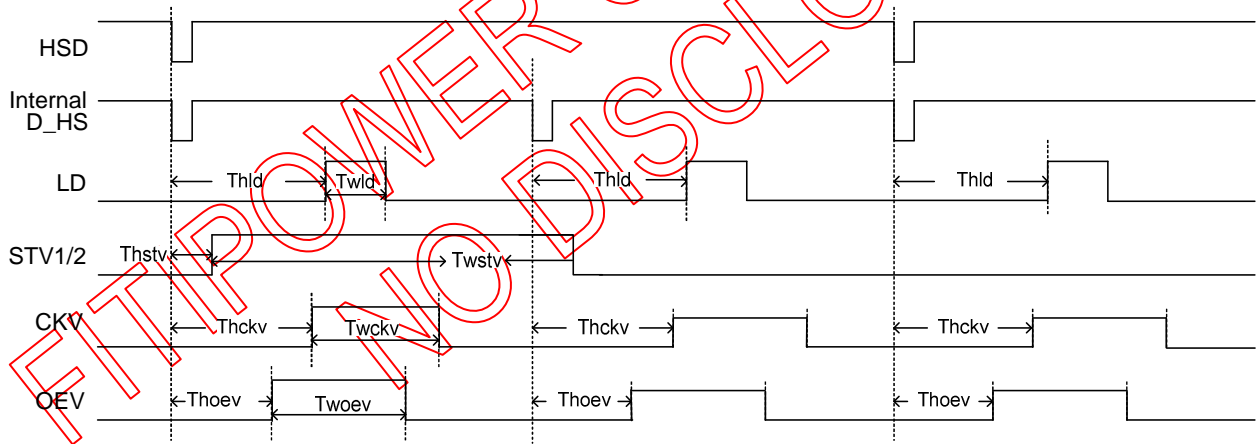 HSD
Internal
D_HS
LD
Thld
Twld
Thld
Thld
STV1/2
Thstv
Twstv
CKV
Thckv
Twckv
Thckv
Thckv
OEV
Thoev
Twoev
Thoev
Thoev
FITIPOWER
NO DISCLO